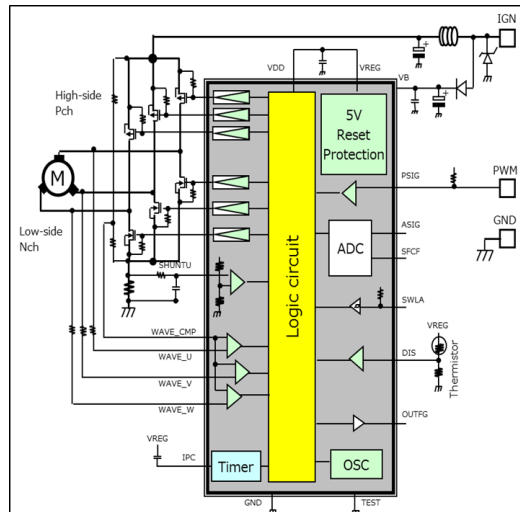 IGN
VDD
VREG
VB
High-side
Pch
5V
Reset
Protection
PSIG
PWM
M
Logic circuit
ASIG
GND
ADC
Low-side
Nch
SFCF
SHUNTU
SWLA
VREG
WAVE_CMP
DIS
Thermistor
WAVE_U
WAVE_V
WAVE_W
OUTFG
VREG
IPC
Timer
OSC
GND
TEST